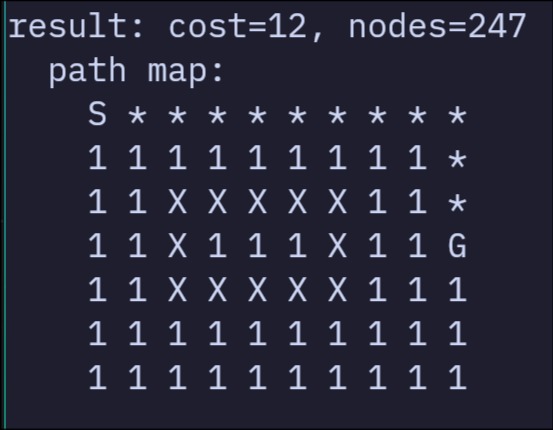 result: cost=12, nodes=247
path map:
S * * * * * * * * *
1 1 1 1 1 1 1 1 1 *
1 1 X X X X X 1 1 *
1 1 X 1 1 1 X 1 1 G
1 1 X X X X X 1 1 1
1 1 1 1 1 1 1 1 1 1
1 1 1 1 1 1 1 1 1 1